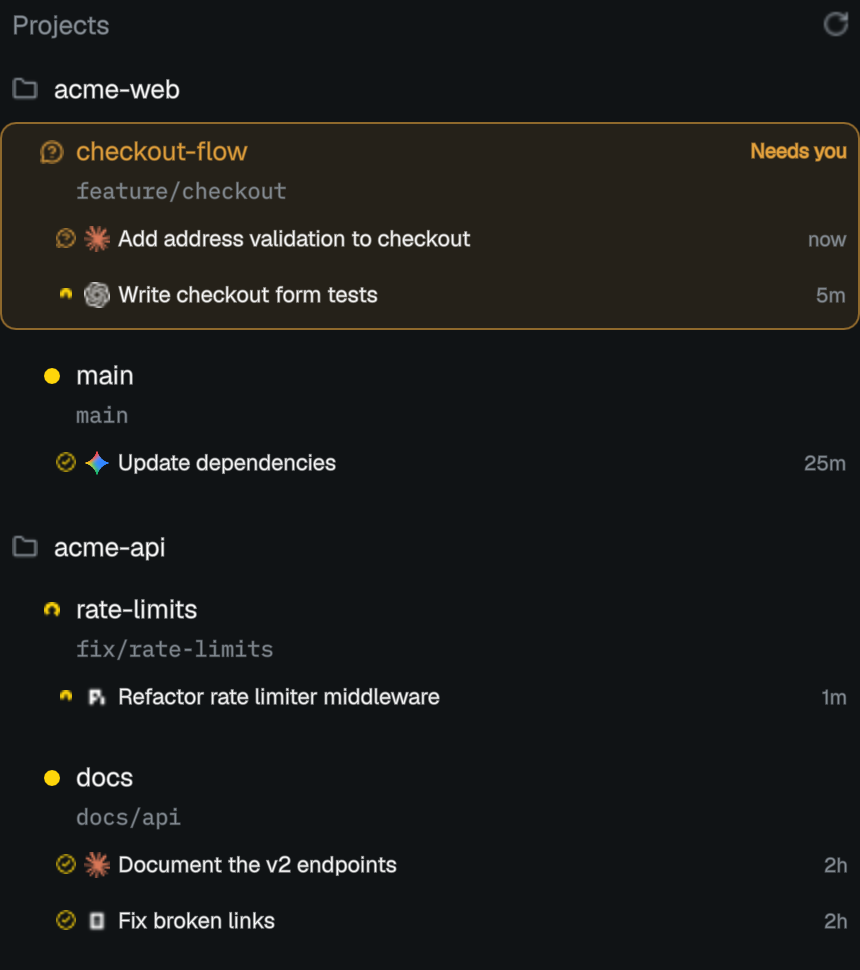 Projects
acme-web
checkout-flow Needs you
feature/checkout
Add address validation to checkout now
Write checkout form tests 5m
main
main
Update dependencies 25m
acme-api
rate-limits
fix/rate-limits
Refactor rate limiter middleware 1m
docs
docs/api
Document the v2 endpoints 2h
Fix broken links 2h